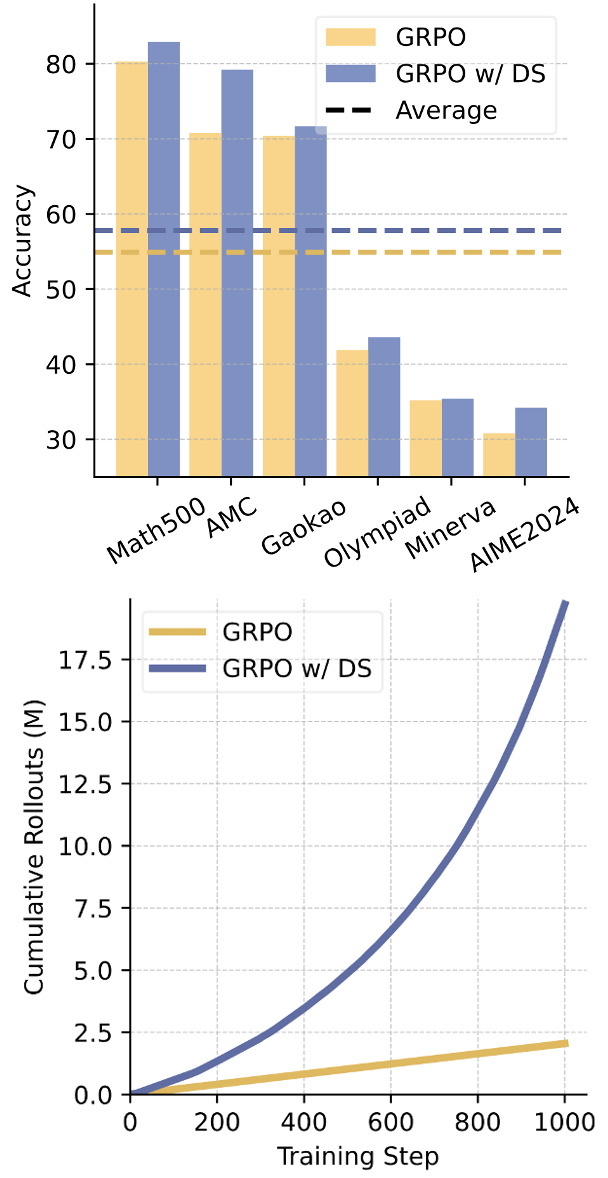 GRPO
GRPO w/ DS
Average
Accuracy
80
70
60
50
40
30
Math500
AMC
Gaokao
Olympiad
Minerva
AIME2024
GRPO
GRPO w/ DS
Cumulative Rollouts (M)
17.5
15.0
12.5
10.0
7.5
5.0
2.5
0.0
0 200 400 600 800 1000
Training Step